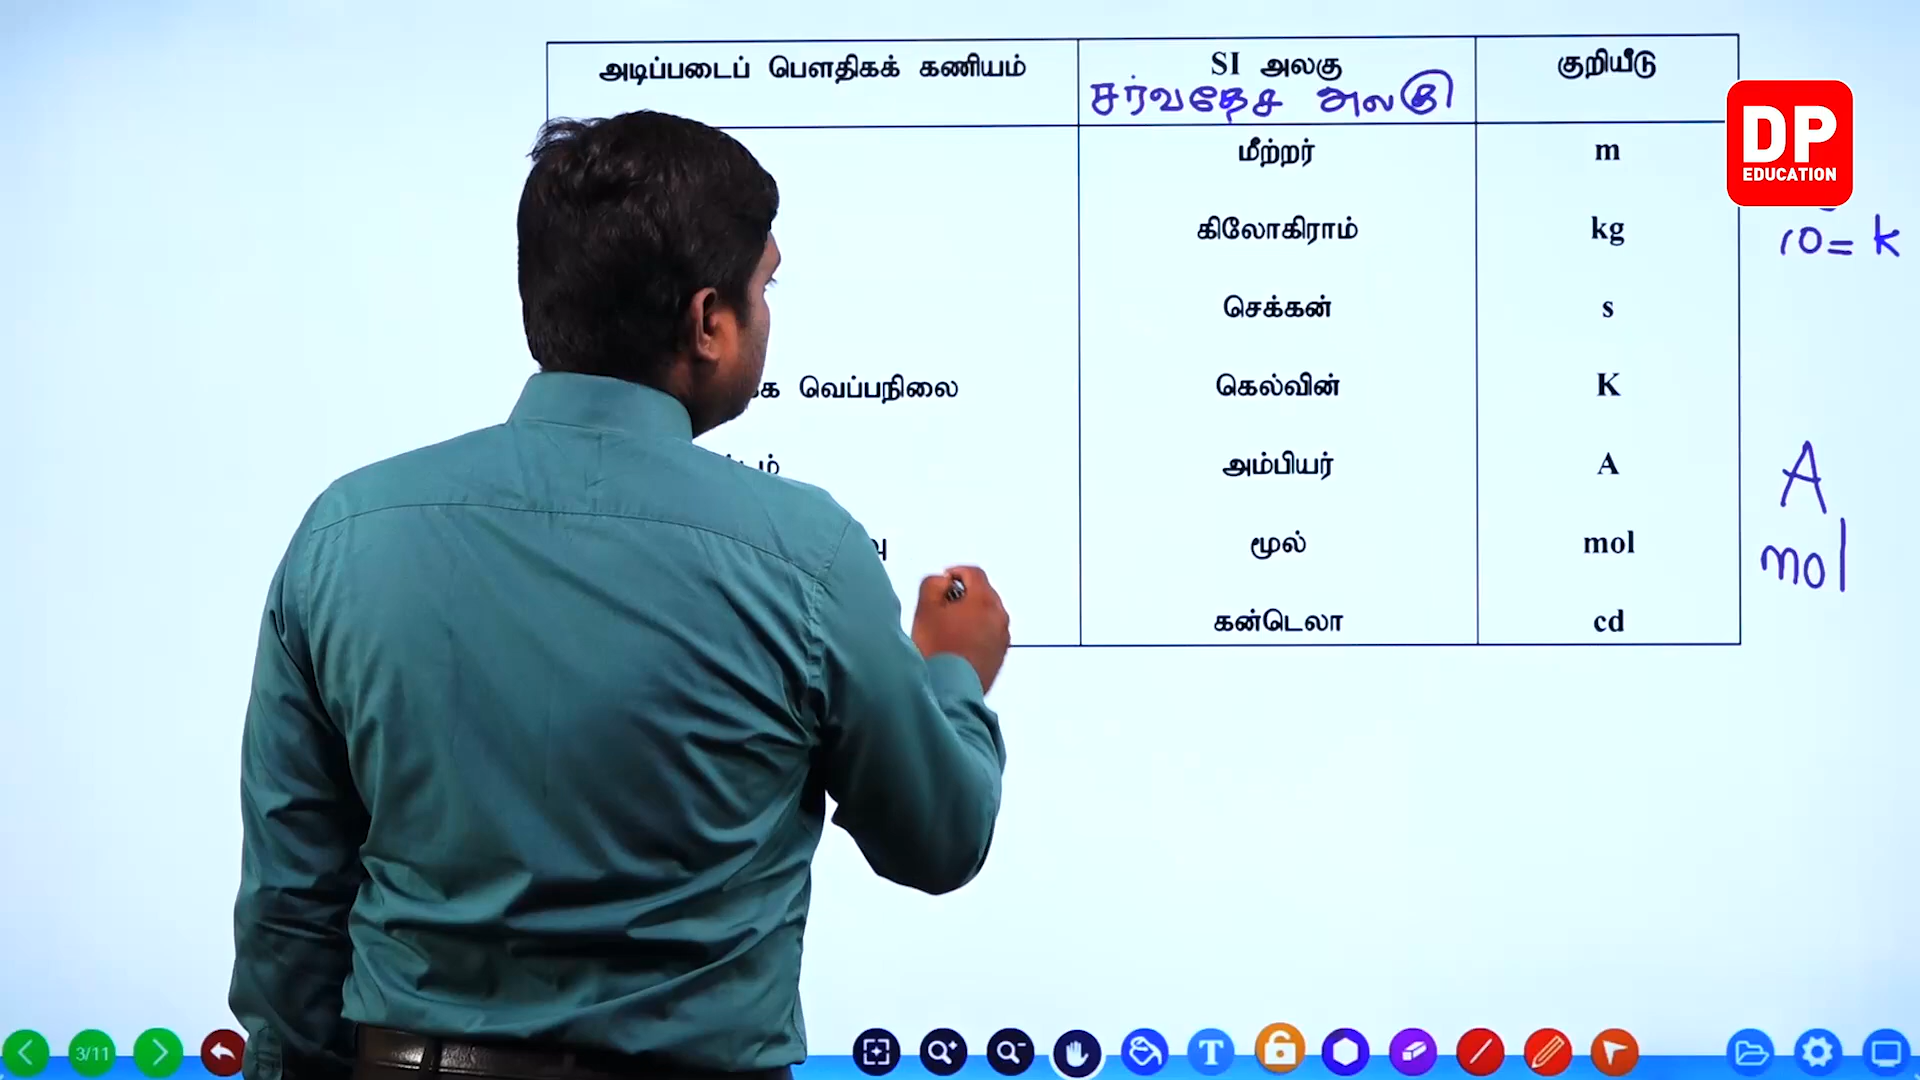 அடிப்படைப் பௌதிகக் கணியம் SI அலகு குறியீடு
சர்வதேச அலகு
DP
EDUCATION
மீற்றர் m
கிலோகிராம் kg
10= k
செக்கன் s
வெப்பநிலை கெல்வின் K
அம்பியர் A
A
மூல் mol
mol
கன்டெலா cd
3/11
T